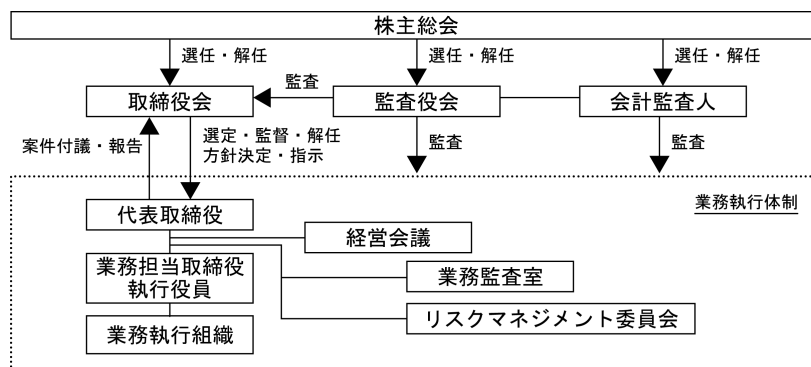 株主総会
選任・解任
選任・解任
選任・解任
取締役会
監査
監査役会
会計監査人
案件付議・報告
選定・監督・解任
方針決定・指示
監査
監査
業務執行体制
代表取締役
経営会議
業務担当取締役
執行役員
業務監査室
業務執行組織
リスクマネジメント委員会